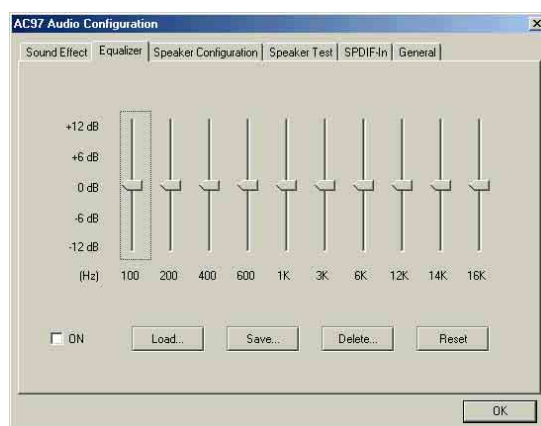 AC97 Audio Configuration
Sound Effect Equalizer Speaker Configuration Speaker Test SPDIF-In General
+12 dB
+6 dB
0 dB
-6 dB
-12 dB
(Hz) 100 200 400 600 1K 3K 6K 12K 14K 16K
ON Load... Save... Delete... Reset
OK